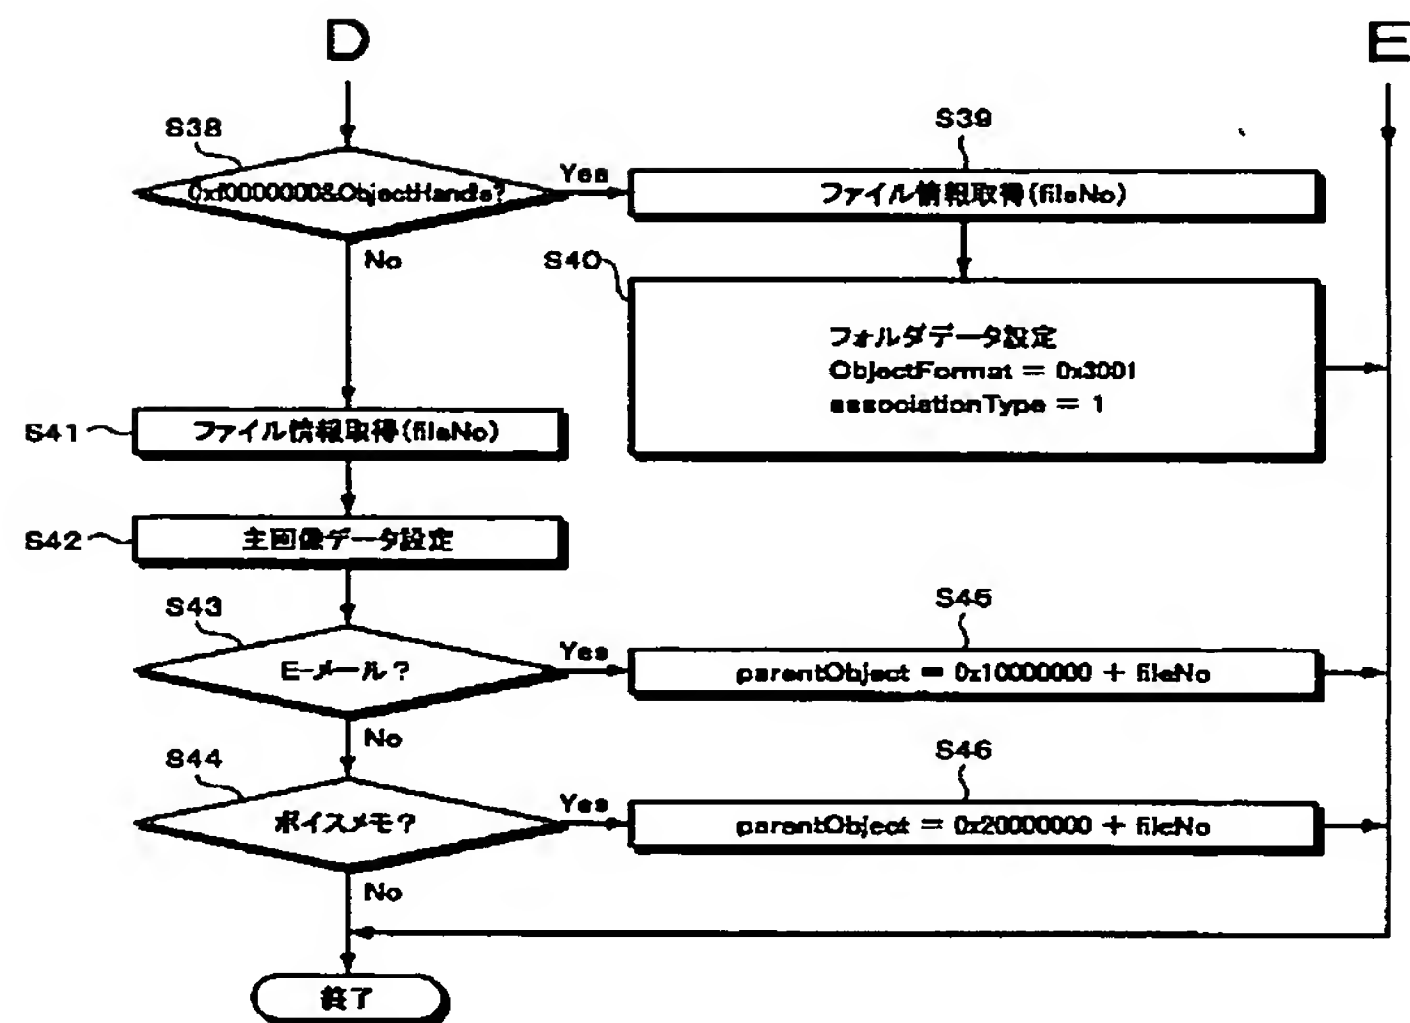 D
E
S38
0xf0000000&ObjectHandle?
Yes
No
S39
ファイル情報取得(fileNo)
S40
フォルダデータ設定
ObjectFormat = 0x3001
associationType = 1
S41
ファイル情報取得(fileNo)
S42
主画像データ設定
S43
E-メール?
Yes
No
S45
parentObject = 0x10000000 + fileNo
S44
ボイスメモ?
Yes
No
S46
parentObject = 0x20000000 + fileNo
終了